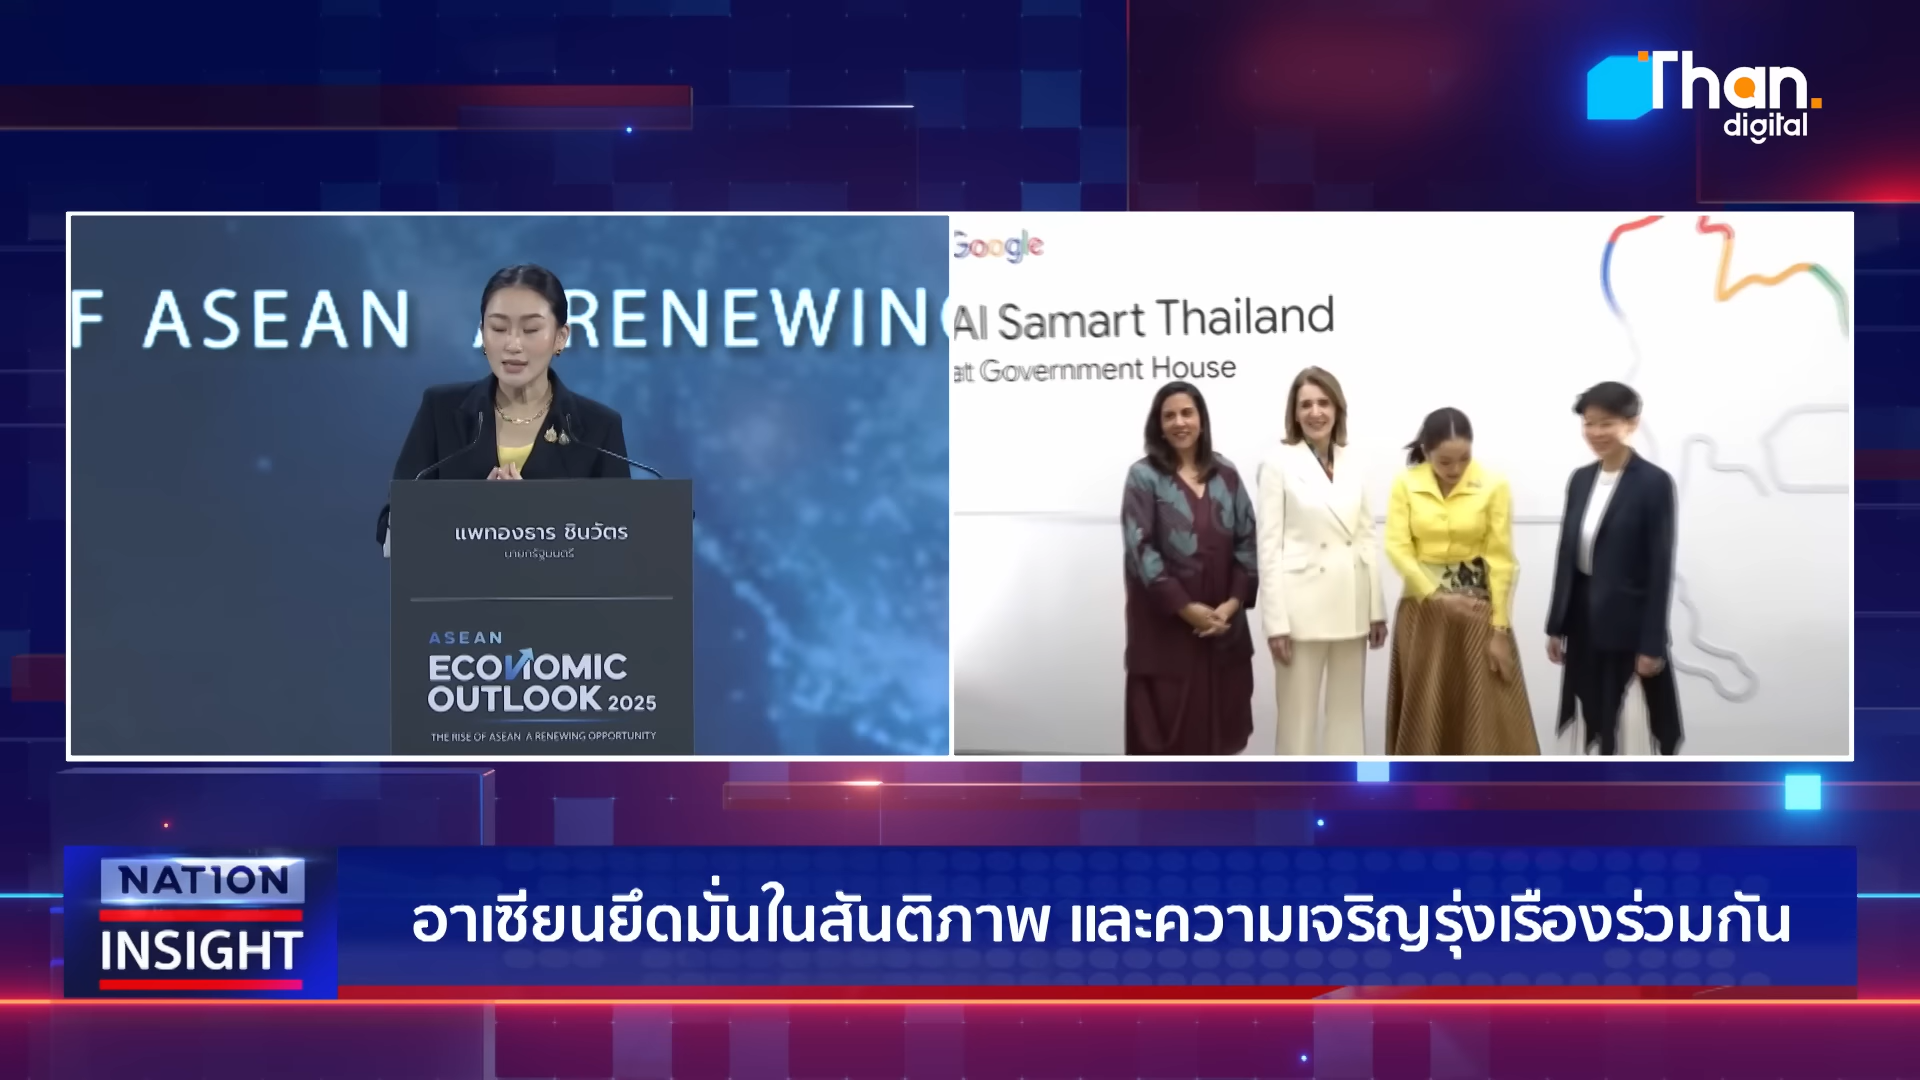 Than.
digital
F ASEAN A RENEWING
แพทองธาร ชินวัตร
นายกรัฐมนตรี
ASEAN
ECONOMIC
OUTLOOK 2025
THE RISE OF ASEAN A RENEWING OPPORTUNITY
Google
AI Samart Thailand
at Government House
NATION
INSIGHT
อาเซียนยึดมั่นในสันติภาพ และความเจริญรุ่งเรืองร่วมกัน